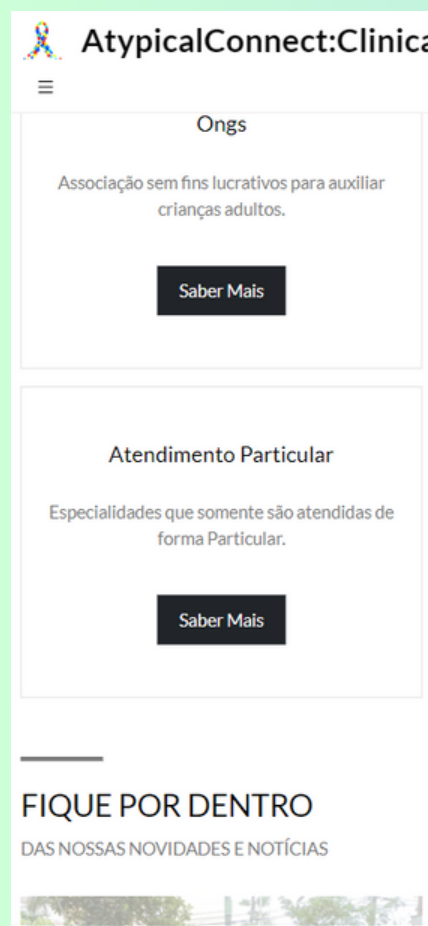 AtypicalConnect:Clinica
Ongs
Associação sem fins lucrativos para auxiliar
crianças adultos.
Saber Mais
Atendimento Particular
Especialidades que somente são atendidas de
forma Particular.
Saber Mais
FIQUE POR DENTRO
DAS NOSSAS NOVIDADES E NOTÍCIAS